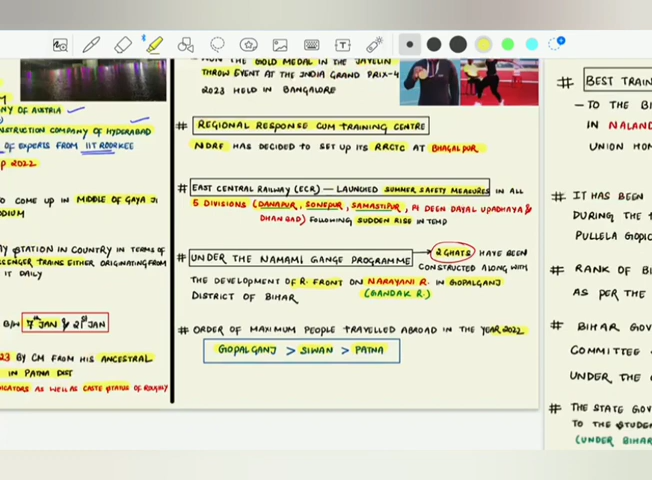 M
NY OF AUSTRIA
NSTRUCTION COMPANY OF HYDERABAD
OF EXPERTS FROM IIT ROORKEE
P 2022
O COME UP IN MIDDLE OF GAYA JI
ODIUM
AY STATION IN COUNTRY IN TERMS OF
SSENGER TRAINS EITHER ORIGINATING FROM
IT DAILY
B/W 7th JAN & 21st JAN
23 BY CM FROM HIS ANCESTRAL
IN PATNA DIST
ICATORS AS WELL AS CASTE STATUS OF
GOLD MEDAL IN THE JAVELIN
THROW EVENT AT THE INDIA GRAND PRIX-4
2023 HELD IN BANGALORE
# REGIONAL RESPONSE CUM TRAINING CENTRE
NDRF HAS DECIDED TO SET UP ITS RRCTC AT BHAGALPUR
# EAST CENTRAL RAILWAY (ECR) - LAUNCHED SUMMER SAFETY MEASURES IN ALL
5 DIVISIONS (DANAPUR, SONEPUR, SAMASTIPUR, Pt DEEN DAYAL UPADHAYA &
DHANBAD) FOLLOWING SUDDEN RISE IN TEMP
# UNDER THE NAMAMI GANGE PROGRAMME → 2 GHATS HAVE BEEN
CONSTRUCTED ALONG WITH
THE DEVELOPMENT OF R. FRONT ON NARAYANI R. IN GOPALGANJ
DISTRICT OF BIHAR (GANDAK R.)
# ORDER OF MAXIMUM PEOPLE TRAVELLED ABROAD IN THE YEAR 2022
GOPALGANJ > SIWAN > PATNA
# BEST TRAIN
- TO THE BI
IN NALAN
UNION HOM
# IT HAS BEEN
DURING THE
PULLELA GOPIC
# RANK OF BI
AS PER THE
# BIHAR GOV
COMMITTEE
UNDER THE
# THE STATE GOV
TO THE STUDEN
(UNDER BIHAR